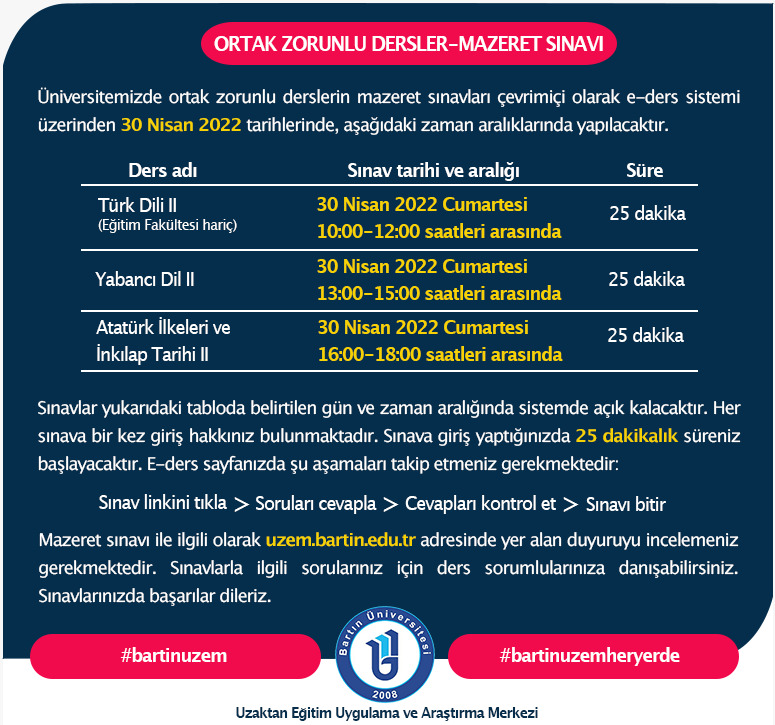 ORTAK ZORUNLU DERSLER-MAZERET SINAVI
Üniversitemizde ortak zorunlu derslerin mazeret sınavları çevrimiçi olarak e-ders sistemi
üzerinden 30 Nisan 2022 tarihlerinde, aşağıdaki zaman aralıklarında yapılacaktır.
Ders adı Sınav tarihi ve aralığı Süre
Türk Dili II
(Eğitim Fakültesi hariç)
30 Nisan 2022 Cumartesi
10:00-12:00 saatleri arasında
25 dakika
Yabancı Dil II
30 Nisan 2022 Cumartesi
13:00-15:00 saatleri arasında
25 dakika
Atatürk İlkeleri ve
İnkılap Tarihi II
30 Nisan 2022 Cumartesi
16:00-18:00 saatleri arasında
25 dakika
Sınavlar yukarıdaki tabloda belirtilen gün ve zaman aralığında sistemde açık kalacaktır. Her
sınava bir kez giriş hakkınız bulunmaktadır. Sınava giriş yaptığınızda 25 dakikalık süreniz
başlayacaktır. E-ders sayfanızda şu aşamaları takip etmeniz gerekmektedir:
Sınav linkini tıkla > Soruları cevapla > Cevapları kontrol et > Sınavı bitir
Mazeret sınavı ile ilgili olarak uzem.bartin.edu.tr adresinde yer alan duyuruyu incelemeniz
gerekmektedir. Sınavlarla ilgili sorularınız için ders sorumlularınıza danışabilirsiniz.
Sınavlarınızda başarılar dileriz.
#bartinuzem
Bartın Üniversitesi
2008
#bartinuzemheryerde
Uzaktan Eğitim Uygulama ve Araştırma Merkezi